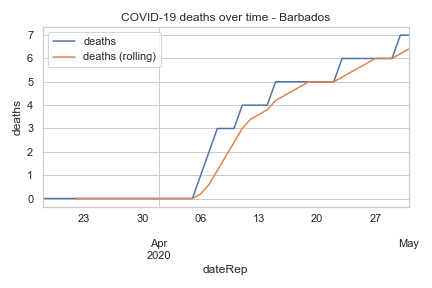 COVID-19 deaths over time - Barbados
deaths
deaths (rolling)
7
6
5
4
3
2
1
0
deaths
23 30 06 13 20 27
Apr May
2020
dateRep